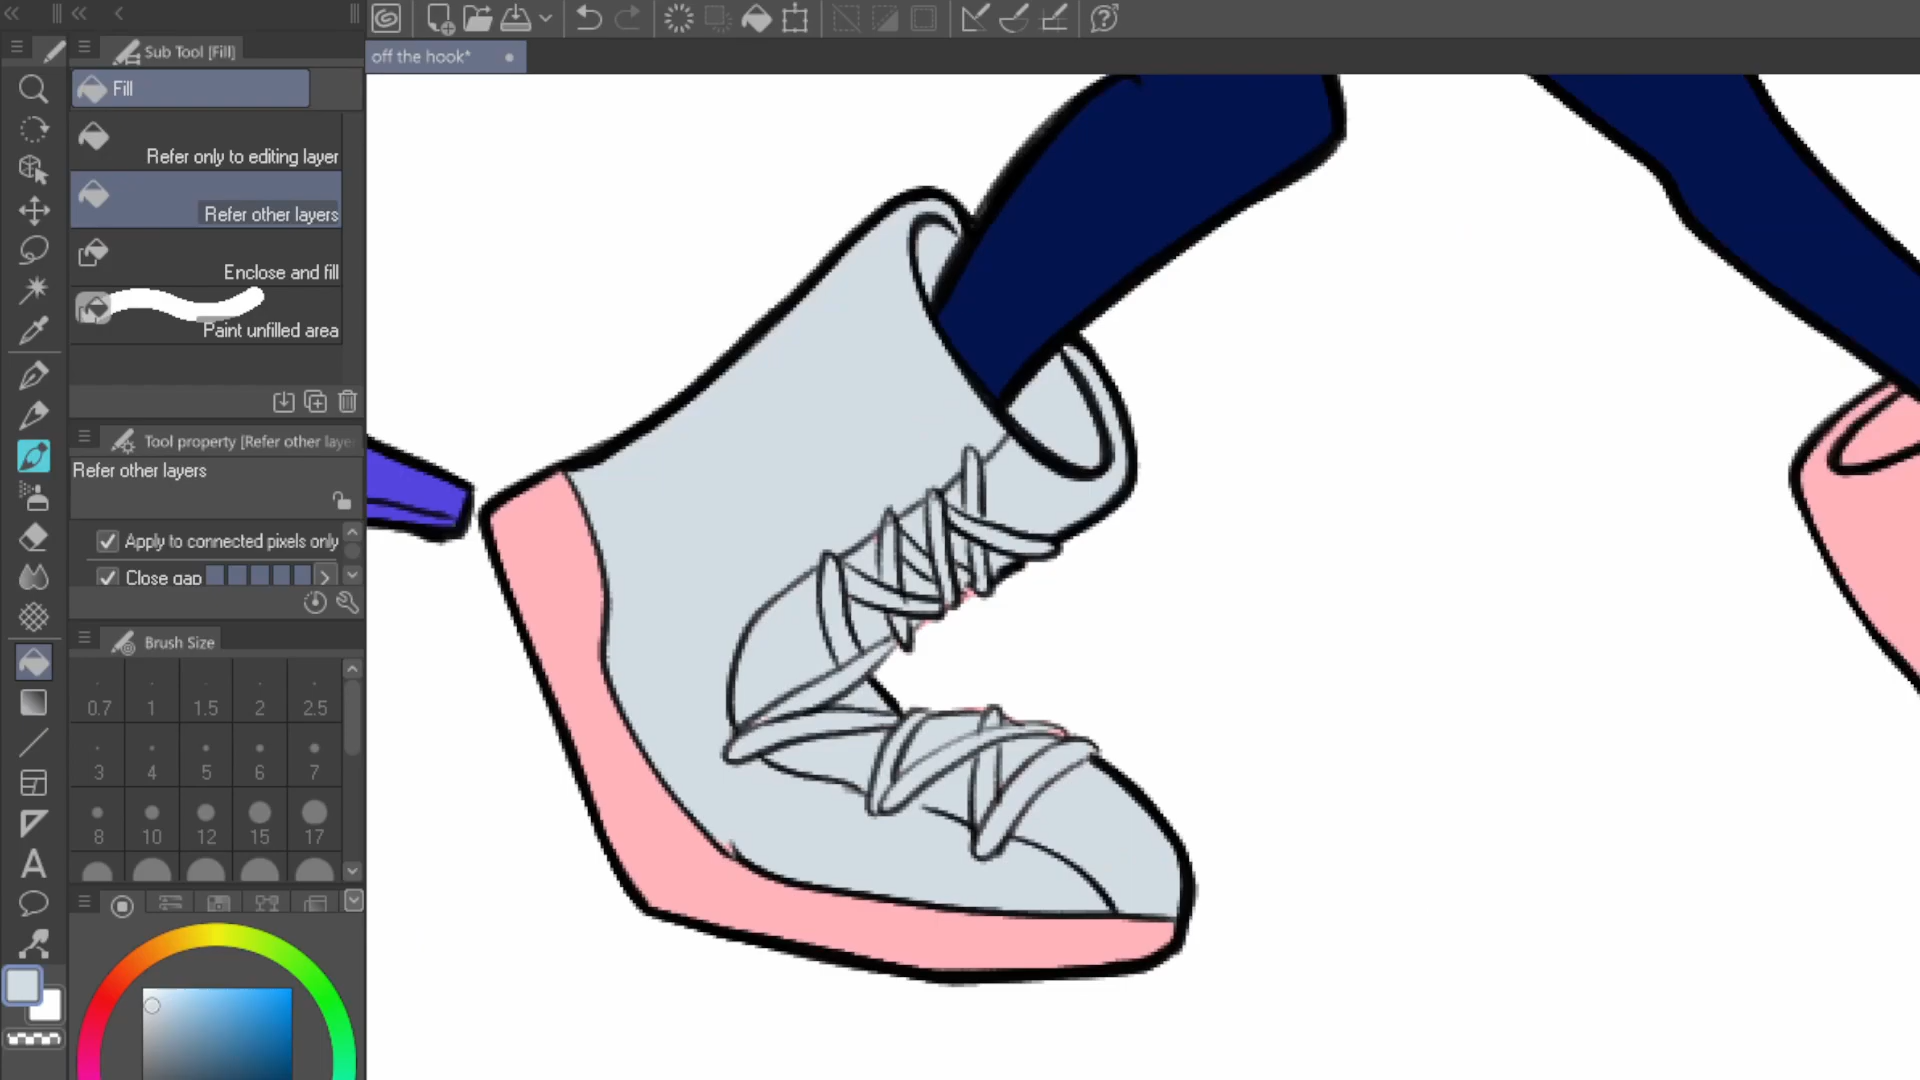 Sub Tool [Fill]
off the hook*
Fill
Refer only to editing layer
Refer other layers
Enclose and fill
Paint unfilled area
Tool property [Refer other laye
Refer other layers
Apply to connected pixels only
Close gap
Brush Size
0.7 1 1.5 2 2.5
3 4 5 6 7
8 10 12 15 17
A